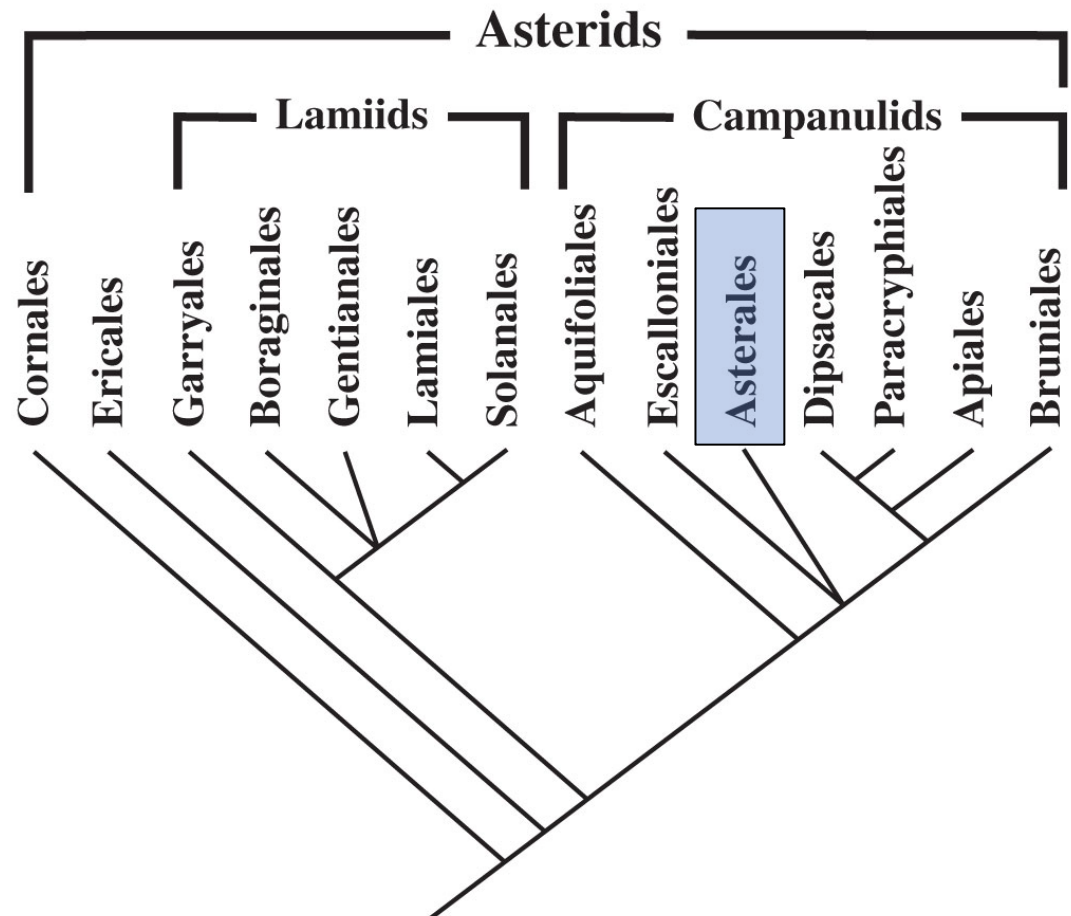 Asterids
Lamiids
Campanulids
Cornales
Ericales
Garryales
Boraginales
Gentianales
Lamiales
Solanales
Aquifoliales
Escalloniales
Asterales
Dipsacales
Paracryphiales
Apiales
Bruniales